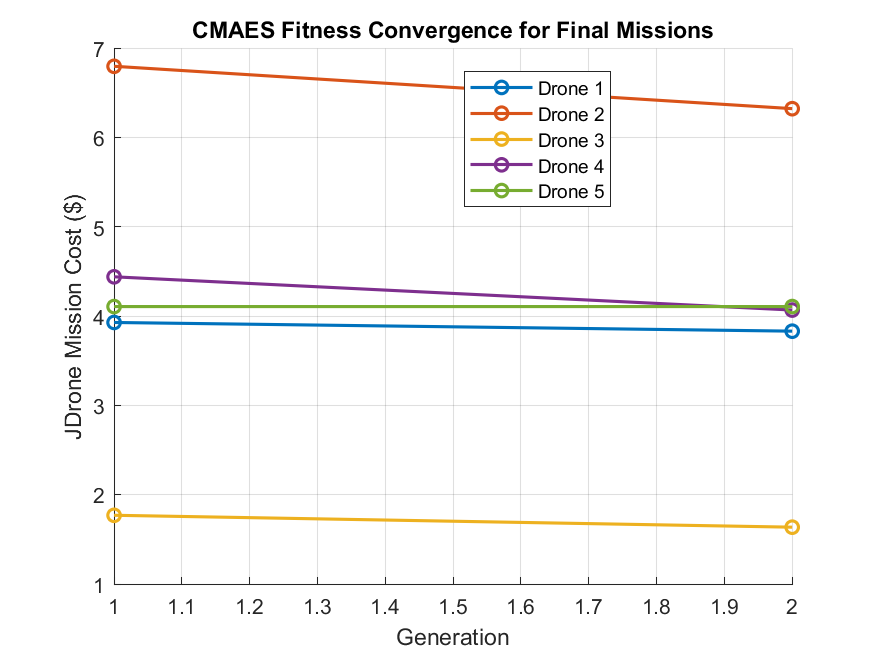 CMAES Fitness Convergence for Final Missions
7
6
5
4
3
2
1
JDrone Mission Cost ($)
Drone 1
Drone 2
Drone 3
Drone 4
Drone 5
1 1.1 1.2 1.3 1.4 1.5 1.6 1.7 1.8 1.9 2
Generation